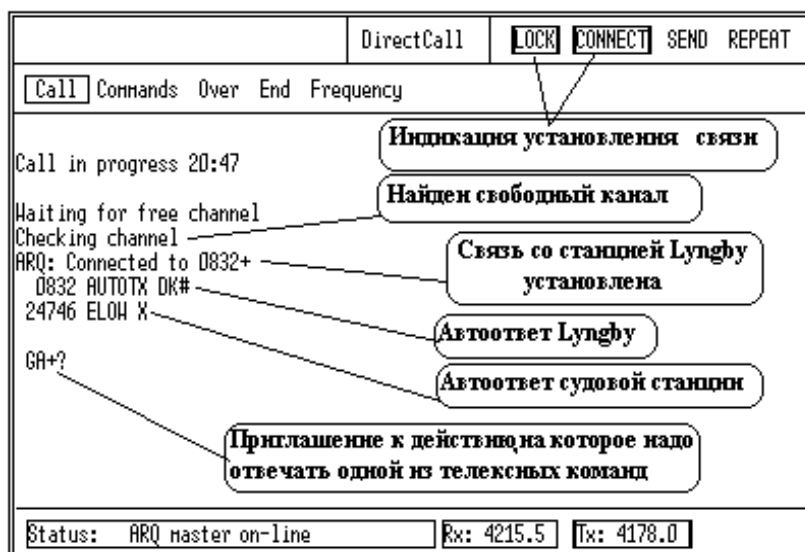 DirectCall LOCK CONNECT SEND REPEAT
Call Commands Over End Frequency
Индикация установления связи
Call in progress 20:47
Найден свободный канал
Waiting for free channel
Checking channel
Связь со станцией Lyngby
установлена
ARQ: Connected to 0832+
0832 AUTOTX DK#
24746 ELOW X
Автоответ Lyngby
GA+?
Автоответ судовой станции
Приглашение к действию,на которое надо
отвечать одной из телексных команд
Status: ARQ master on-line Rx: 4215.5 Tx: 4178.0